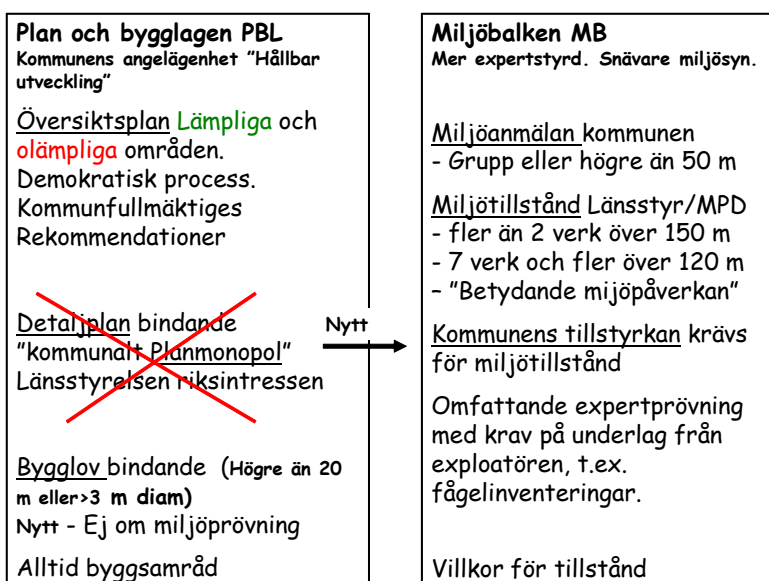 Plan och bygglagen PBL
Kommunens angelägenhet "Hållbar
utveckling"
Översiktsplan Lämpliga och
olämpliga områden.
Demokratisk process.
Kommunfullmäktiges
Rekommendationer
Detaljplan bindande
"kommunalt Planmonopol"
Länsstyrelsen riksintressen
Bygglov bindande (Högre än 20
m eller>3 m diam)
Nytt - Ej om miljöprövning
Alltid byggsamråd
Nytt
Miljöbalken MB
Mer expertstyrd. Snävare miljösyn.
Miljöanmälan kommunen
- Grupp eller högre än 50 m
Miljötillstånd Länsstyr/MPD
- fler än 2 verk över 150 m
- 7 verk och fler över 120 m
– "Betydande mijöpåverkan"
Kommunens tillstyrkan krävs
för miljötillstånd
Omfattande expertprövning
med krav på underlag från
exploatören, t.ex.
fågelinventeringar.
Villkor för tillstånd